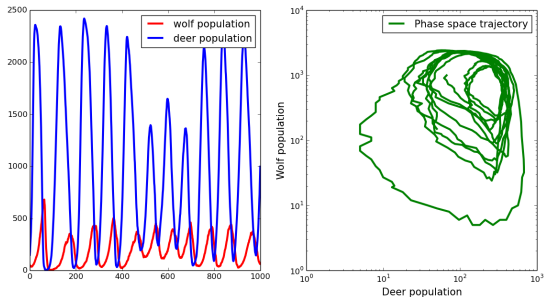 2500
2000
1500
1000
500
0
0 200 400 600 800 1000
wolf population
deer population
10^4
10^3
10^2
10^1
10^0
10^0 10^1 10^2 10^3
Wolf population
Deer population
Phase space trajectory